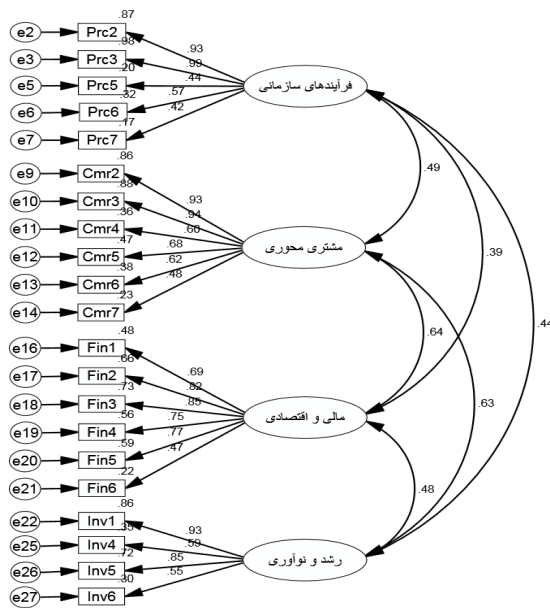 .87
e2 Prc2
.98
.93
e3 Prc3
.20
.99
e5 Prc5
.44
فرآیندهای سازمانی
.32
.57
e6 Prc6
.42
.17
e7 Prc7
.86
.49
e9 Cmr2
.88
.93
e10 Cmr3
.36
.94
e11 Cmr4
.60
مشتری محوری
.47
.68
.39
e12 Cmr5
.38
.62
e13 Cmr6
.48
.23
e14 Cmr7
.44
.48
.64
e16 Fin1
.66
.69
e17 Fin2
.73
.82
.63
e18 Fin3
.85
مالی و اقتصادی
.56
.75
e19 Fin4
.59
.77
e20 Fin5
.47
.22
e21 Fin6
.48
.86
e22 Inv1
.35
.93
e25 Inv4
.59
رشد و نوآوری
.72
.85
e26 Inv5
.55
.30
e27 Inv6